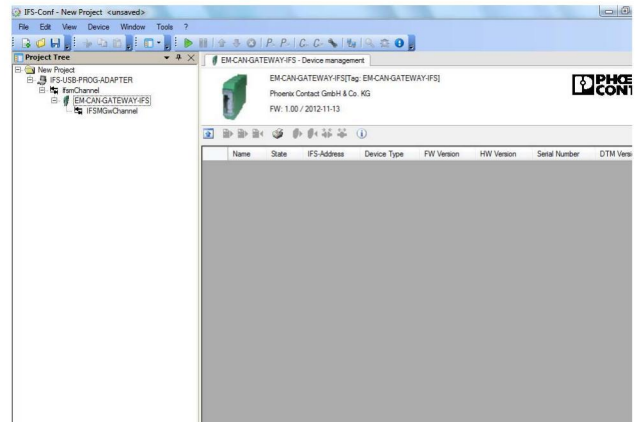 IFS-Conf - New Project <unsaved>
File Edit View Device Window Tools ?
Project Tree
New Project
IFS-USB-PROG-ADAPTER
IfsmChannel
EM-CAN-GATEWAY-IFS
IFSMGwChannel
EM-CAN-GATEWAY-IFS - Device management
EM-CAN-GATEWAY-IFS[Tag: EM-CAN-GATEWAY-IFS]
Phoenix Contact GmbH & Co. KG
FW: 1.00 / 2012-11-13
PHŒ
CONT
Name State IFS-Address Device Type FW Version HW Version Serial Number DTM Versi